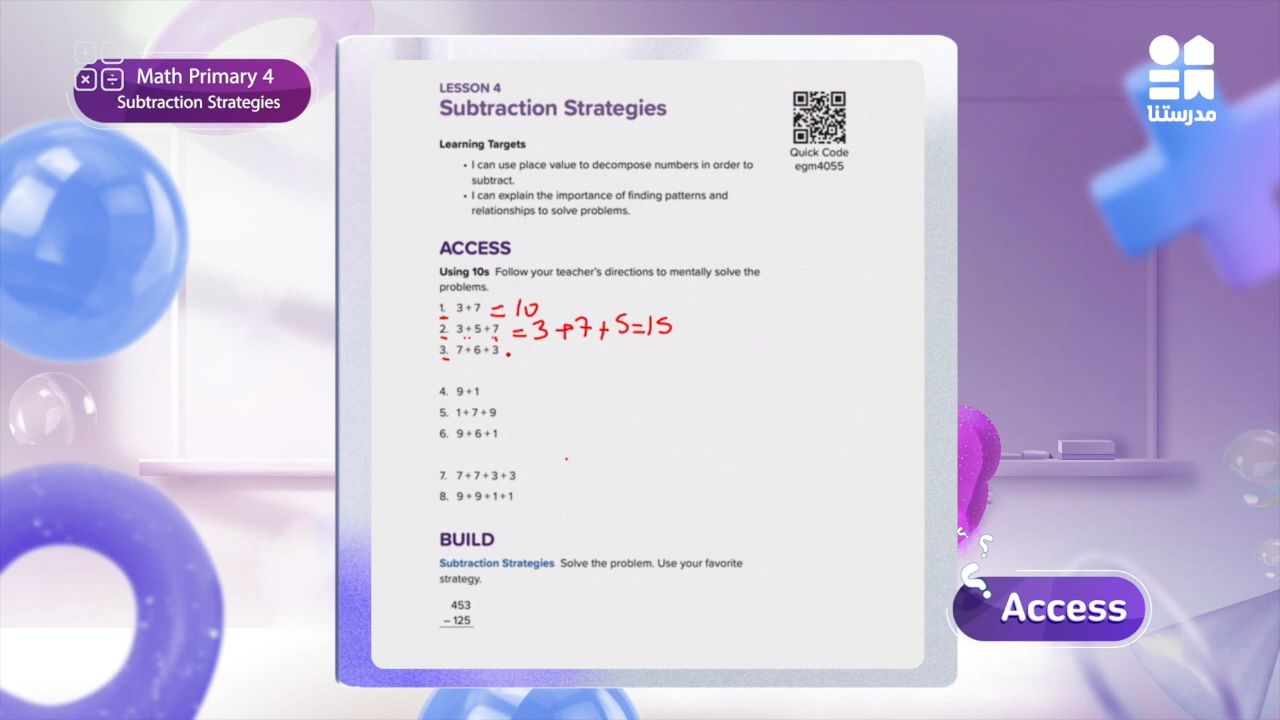 Math Primary 4
Subtraction Strategies
مدرستنا
LESSON 4
Subtraction Strategies
Quick Code
egm4055
Learning Targets
• I can use place value to decompose numbers in order to
subtract.
• I can explain the importance of finding patterns and
relationships to solve problems.
ACCESS
Using 10s Follow your teacher's directions to mentally solve the
problems.
1. 3 + 7 = 10
2. 3 + 5 + 7 = 3 + 7 + 5 = 15
3. 7 + 6 + 3
4. 9 + 1
5. 1 + 7 + 9
6. 9 + 6 + 1
7. 7 + 7 + 3 + 3
8. 9 + 9 + 1 + 1
BUILD
Subtraction Strategies Solve the problem. Use your favorite
strategy.
453
– 125
Access